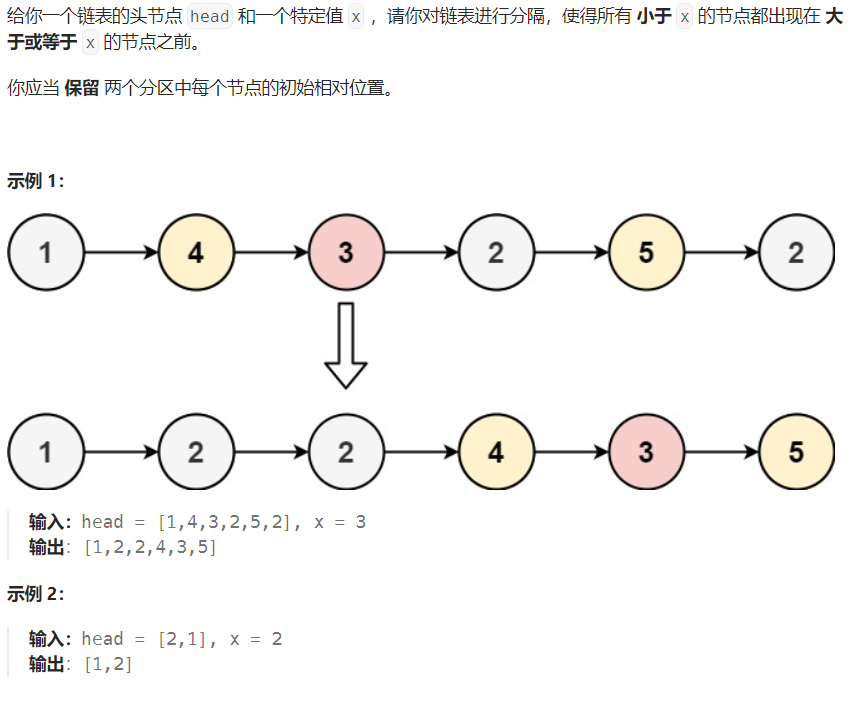 给你一个链表的头节点 head 和一个特定值 x ，请你对链表进行分隔，使得所有 小于 x 的节点都出现在 大
于或等于 x 的节点之前。
你应当 保留 两个分区中每个节点的初始相对位置。
示例 1：
1 4 3 2 5 2
1 2 2 4 3 5
输入：head = [1,4,3,2,5,2], x = 3
输出：[1,2,2,4,3,5]
示例 2：
输入：head = [2,1], x = 2
输出：[1,2]